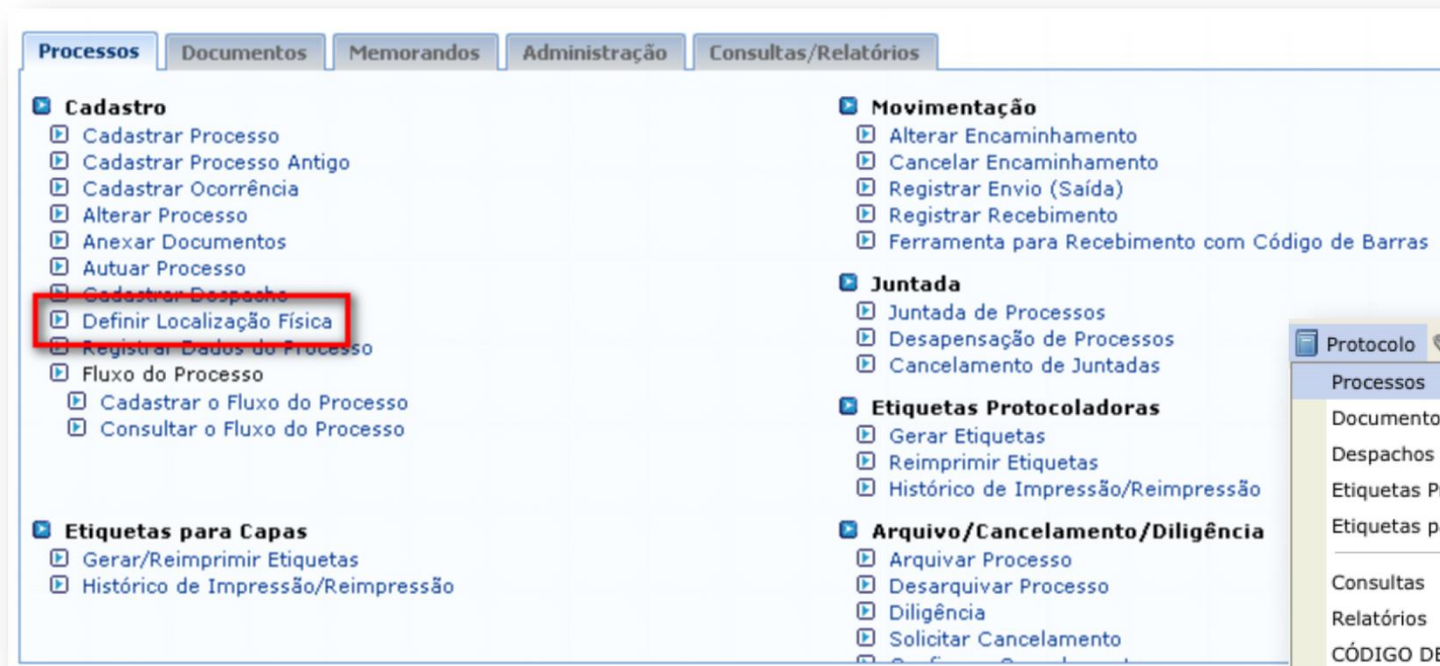 Processos
Documentos
Memorandos
Administração
Consultas/Relatórios
Cadastro
Cadastrar Processo
Cadastrar Processo Antigo
Cadastrar Ocorrência
Alterar Processo
Anexar Documentos
Autuar Processo
Cadastrar Despacho
Definir Localização Física
Registrar Dados do Processo
Fluxo do Processo
Cadastrar o Fluxo do Processo
Consultar o Fluxo do Processo
Etiquetas para Capas
Gerar/Reimprimir Etiquetas
Histórico de Impressão/Reimpressão
Movimentação
Alterar Encaminhamento
Cancelar Encaminhamento
Registrar Envio (Saída)
Registrar Recebimento
Ferramenta para Recebimento com Código de Barras
Juntada
Juntada de Processos
Desapensação de Processos
Cancelamento de Juntadas
Etiquetas Protocoladoras
Gerar Etiquetas
Reimprimir Etiquetas
Histórico de Impressão/Reimpressão
Arquivo/Cancelamento/Diligência
Arquivar Processo
Desarquivar Processo
Diligência
Solicitar Cancelamento
Protocolo
Processos
Documento
Despachos
Etiquetas P
Etiquetas p
Consultas
Relatórios
CÓDIGO DE